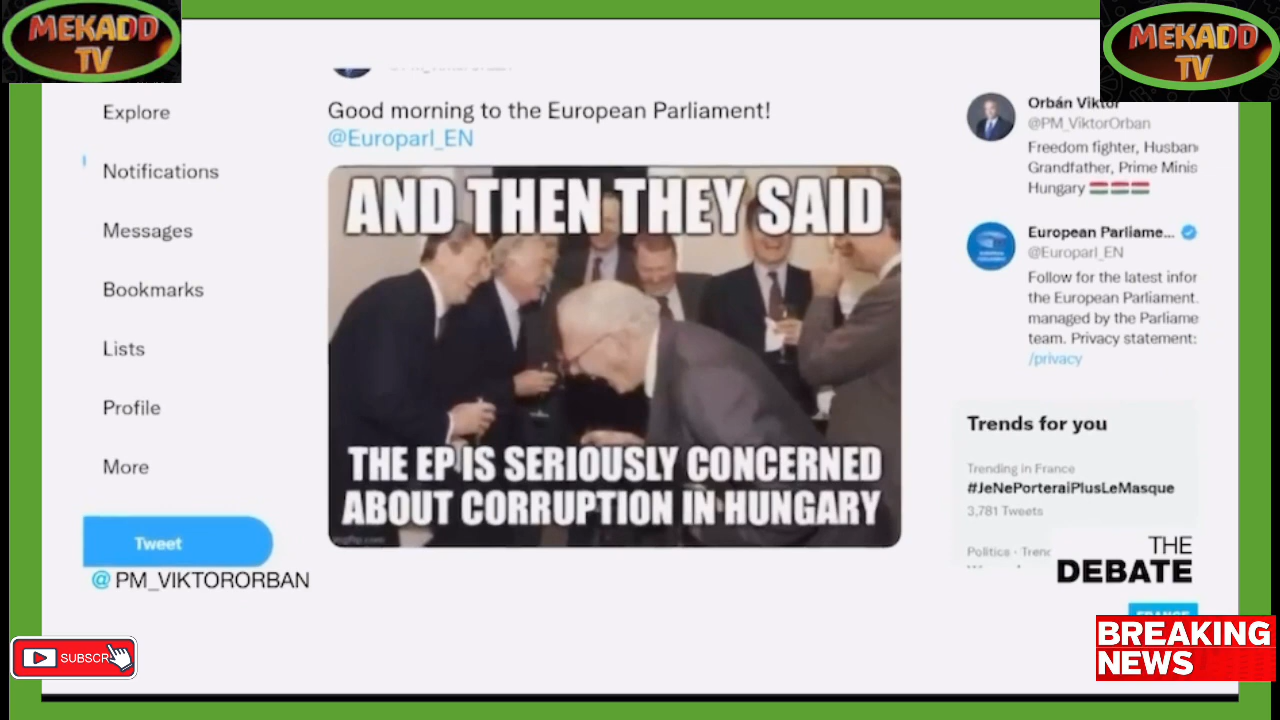 MEKADD
TV
MEKADD
TV
Explore
Notifications
Messages
Bookmarks
Lists
Profile
More
Tweet
@ PM_VIKTORORBAN
Good morning to the European Parliament!
@Europarl_EN
AND THEN THEY SAID
THE EP IS SERIOUSLY CONCERNED
ABOUT CORRUPTION IN HUNGARY
imgflip.com
Orbán Viktor
@PM_ViktorOrban
Freedom fighter, Husban
Grandfather, Prime Minis
Hungary
European Parliame...
@Europarl_EN
Follow for the latest infor
the European Parliament.
managed by the Parliame
team. Privacy statement:
/privacy
Trends for you
Trending in France
#JeNePorteraiPlusLeMasque
3,781 Tweets
Politics · Trenc
THE
DEBATE
BREAKING
NEWS
SUBSCR